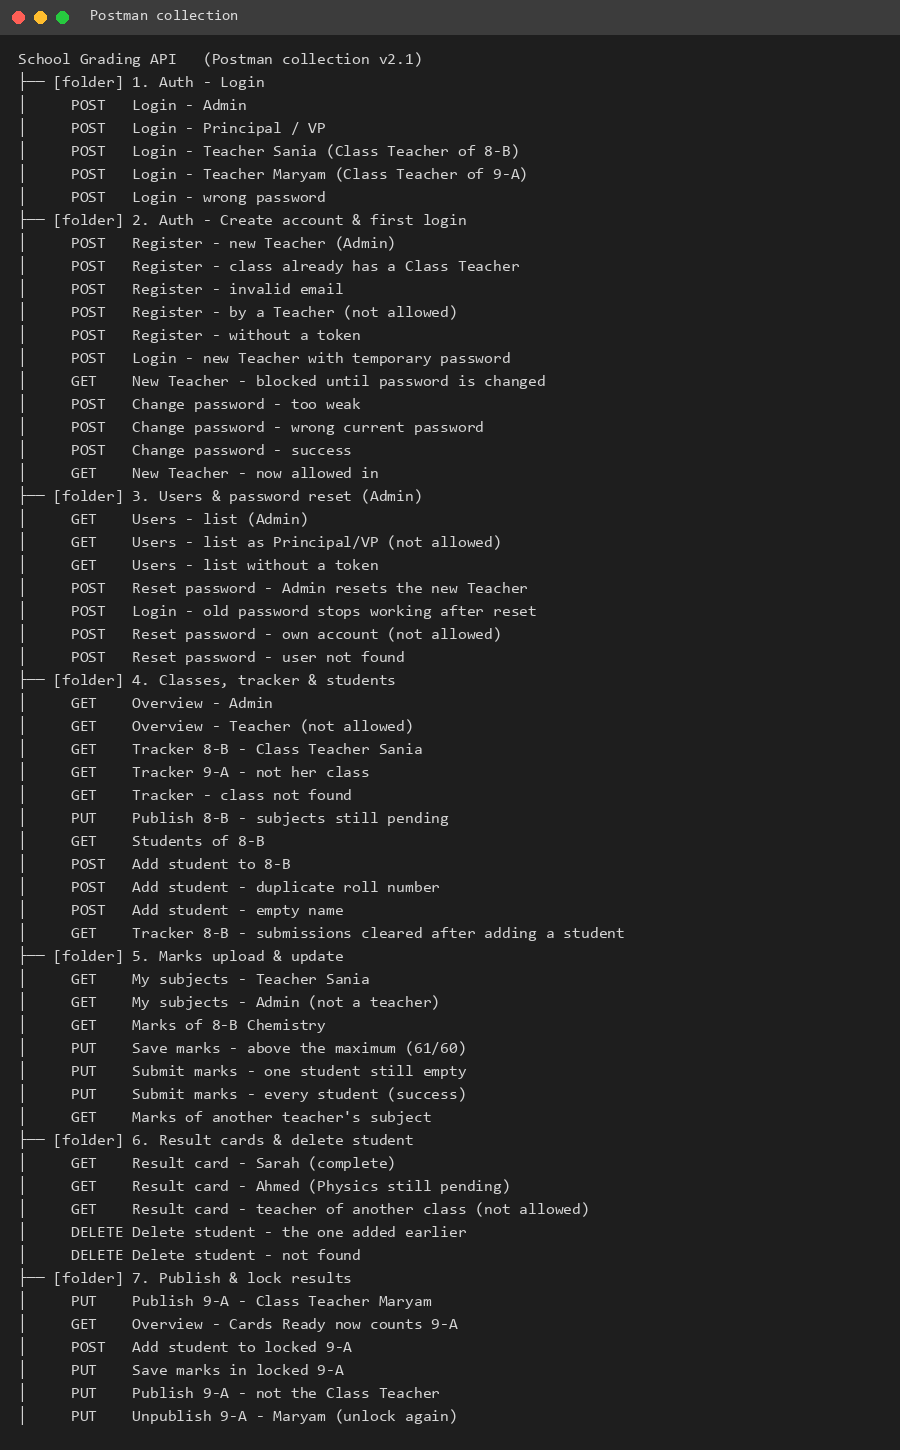 Postman collection
School Grading API   (Postman collection v2.1)
├── [folder] 1. Auth - Login
│     POST   Login - Admin
│     POST   Login - Principal / VP
│     POST   Login - Teacher Sania (Class Teacher of 8-B)
│     POST   Login - Teacher Maryam (Class Teacher of 9-A)
│     POST   Login - wrong password
├── [folder] 2. Auth - Create account & first login
│     POST   Register - new Teacher (Admin)
│     POST   Register - class already has a Class Teacher
│     POST   Register - invalid email
│     POST   Register - by a Teacher (not allowed)
│     POST   Register - without a token
│     POST   Login - new Teacher with temporary password
│     GET    New Teacher - blocked until password is changed
│     POST   Change password - too weak
│     POST   Change password - wrong current password
│     POST   Change password - success
│     GET    New Teacher - now allowed in
├── [folder] 3. Users & password reset (Admin)
│     GET    Users - list (Admin)
│     GET    Users - list as Principal/VP (not allowed)
│     GET    Users - list without a token
│     POST   Reset password - Admin resets the new Teacher
│     POST   Login - old password stops working after reset
│     POST   Reset password - own account (not allowed)
│     POST   Reset password - user not found
├── [folder] 4. Classes, tracker & students
│     GET    Overview - Admin
│     GET    Overview - Teacher (not allowed)
│     GET    Tracker 8-B - Class Teacher Sania
│     GET    Tracker 9-A - not her class
│     GET    Tracker - class not found
│     PUT    Publish 8-B - subjects still pending
│     GET    Students of 8-B
│     POST   Add student to 8-B
│     POST   Add student - duplicate roll number
│     POST   Add student - empty name
│     GET    Tracker 8-B - submissions cleared after adding a student
├── [folder] 5. Marks upload & update
│     GET    My subjects - Teacher Sania
│     GET    My subjects - Admin (not a teacher)
│     GET    Marks of 8-B Chemistry
│     PUT    Save marks - above the maximum (61/60)
│     PUT    Submit marks - one student still empty
│     PUT    Submit marks - every student (success)
│     GET    Marks of another teacher's subject
├── [folder] 6. Result cards & delete student
│     GET    Result card - Sarah (complete)
│     GET    Result card - Ahmed (Physics still pending)
│     GET    Result card - teacher of another class (not allowed)
│     DELETE Delete student - the one added earlier
│     DELETE Delete student - not found
├── [folder] 7. Publish & lock results
│     PUT    Publish 9-A - Class Teacher Maryam
│     GET    Overview - Cards Ready now counts 9-A
│     POST   Add student to locked 9-A
│     PUT    Save marks in locked 9-A
│     PUT    Publish 9-A - not the Class Teacher
│     PUT    Unpublish 9-A - Maryam (unlock again)